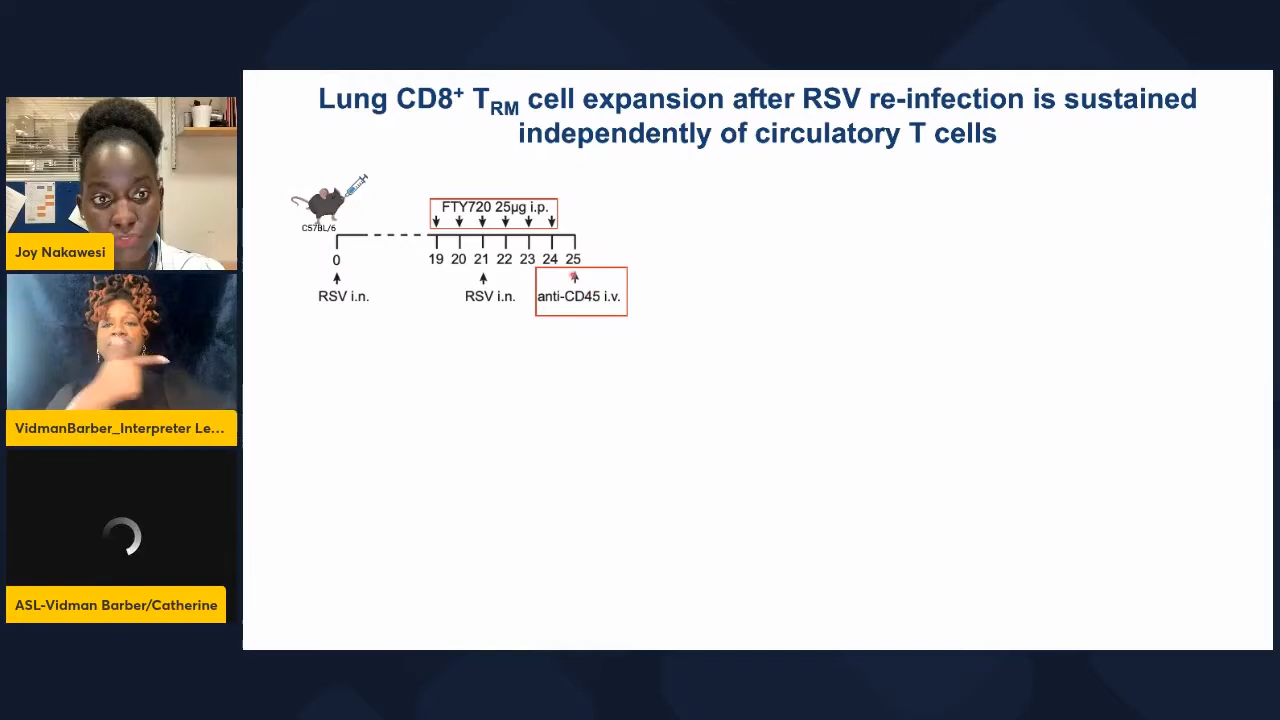 Lung CD8⁺ TRM cell expansion after RSV re-infection is sustained
independently of circulatory T cells
C57BL/6
FTY720 25µg i.p.
0 19 20 21 22 23 24 25
RSV i.n. RSV i.n. anti-CD45 i.v.
Joy Nakawesi
VidmanBarber_Interpreter Le...
ASL-Vidman Barber/Catherine